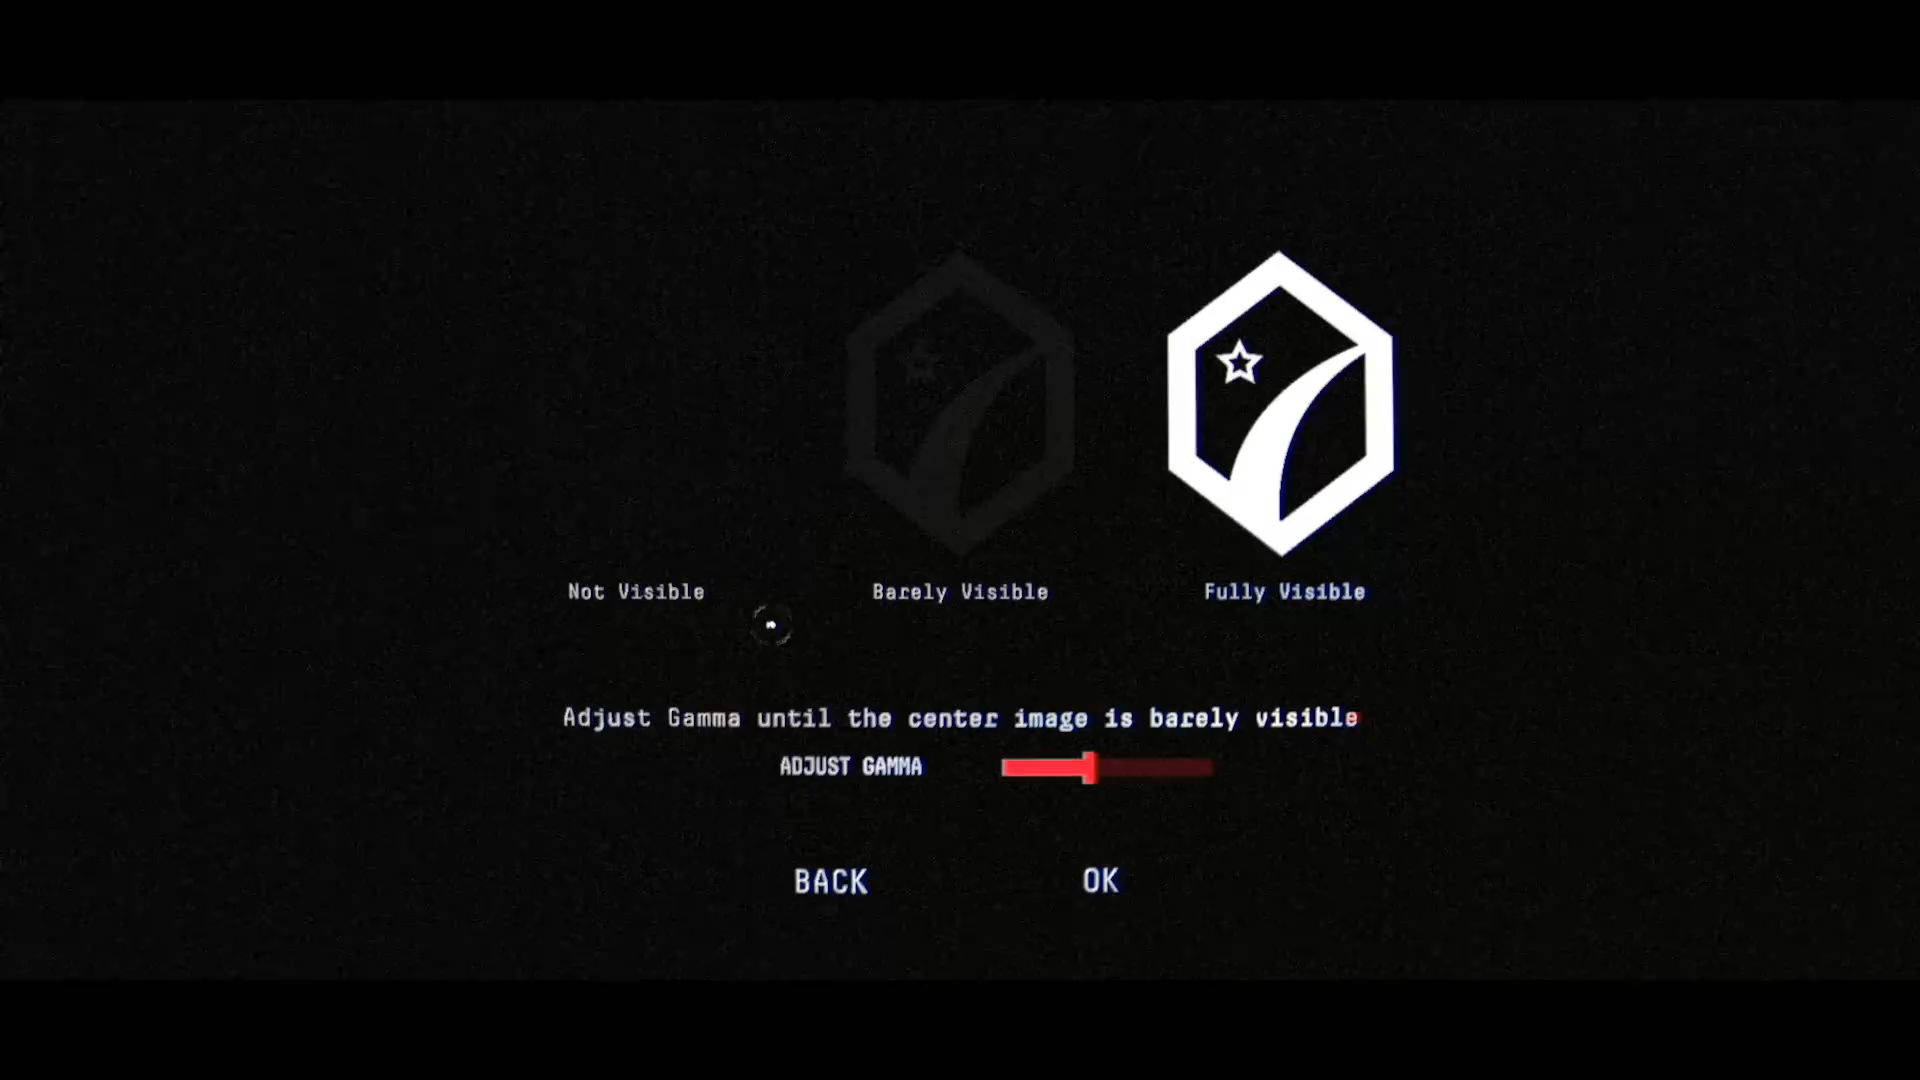 Not Visible
Barely Visible
Fully Visible
Adjust Gamma until the center image is barely visible
ADJUST GAMMA
BACK
OK